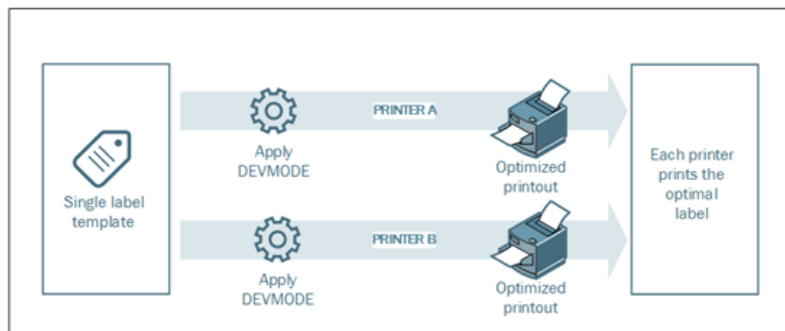 PRINTER A
Apply
DEVMODE
Optimized
printout
Single label
template
Each printer
prints the
optimal
label
PRINTER B
Apply
DEVMODE
Optimized
printout